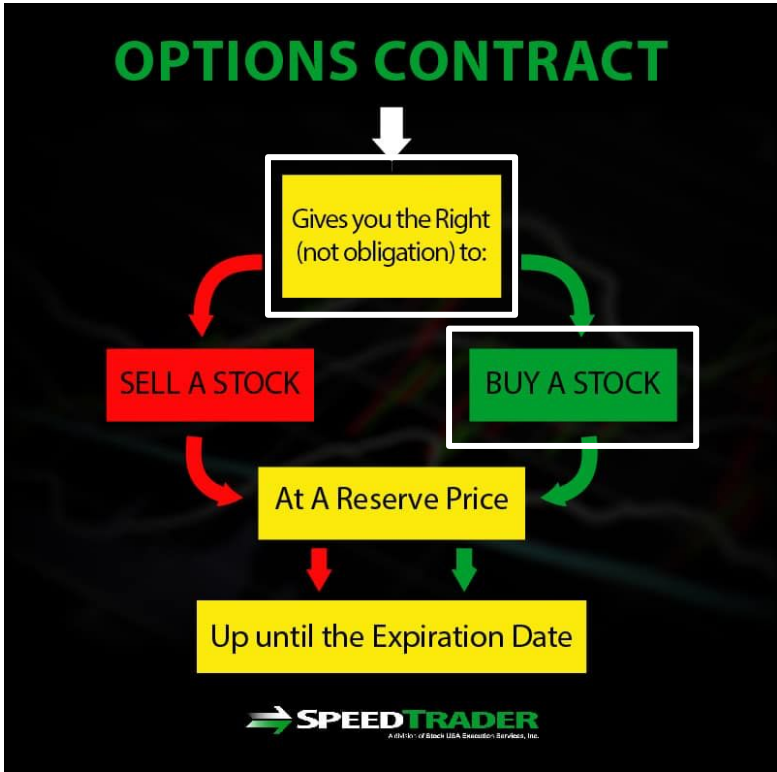 OPTIONS CONTRACT
Gives you the Right
(not obligation) to:
SELL A STOCK
BUY A STOCK
At A Reserve Price
Up until the Expiration Date
SPEEDTRADER
A division of Stock USA Execution Services, Inc.